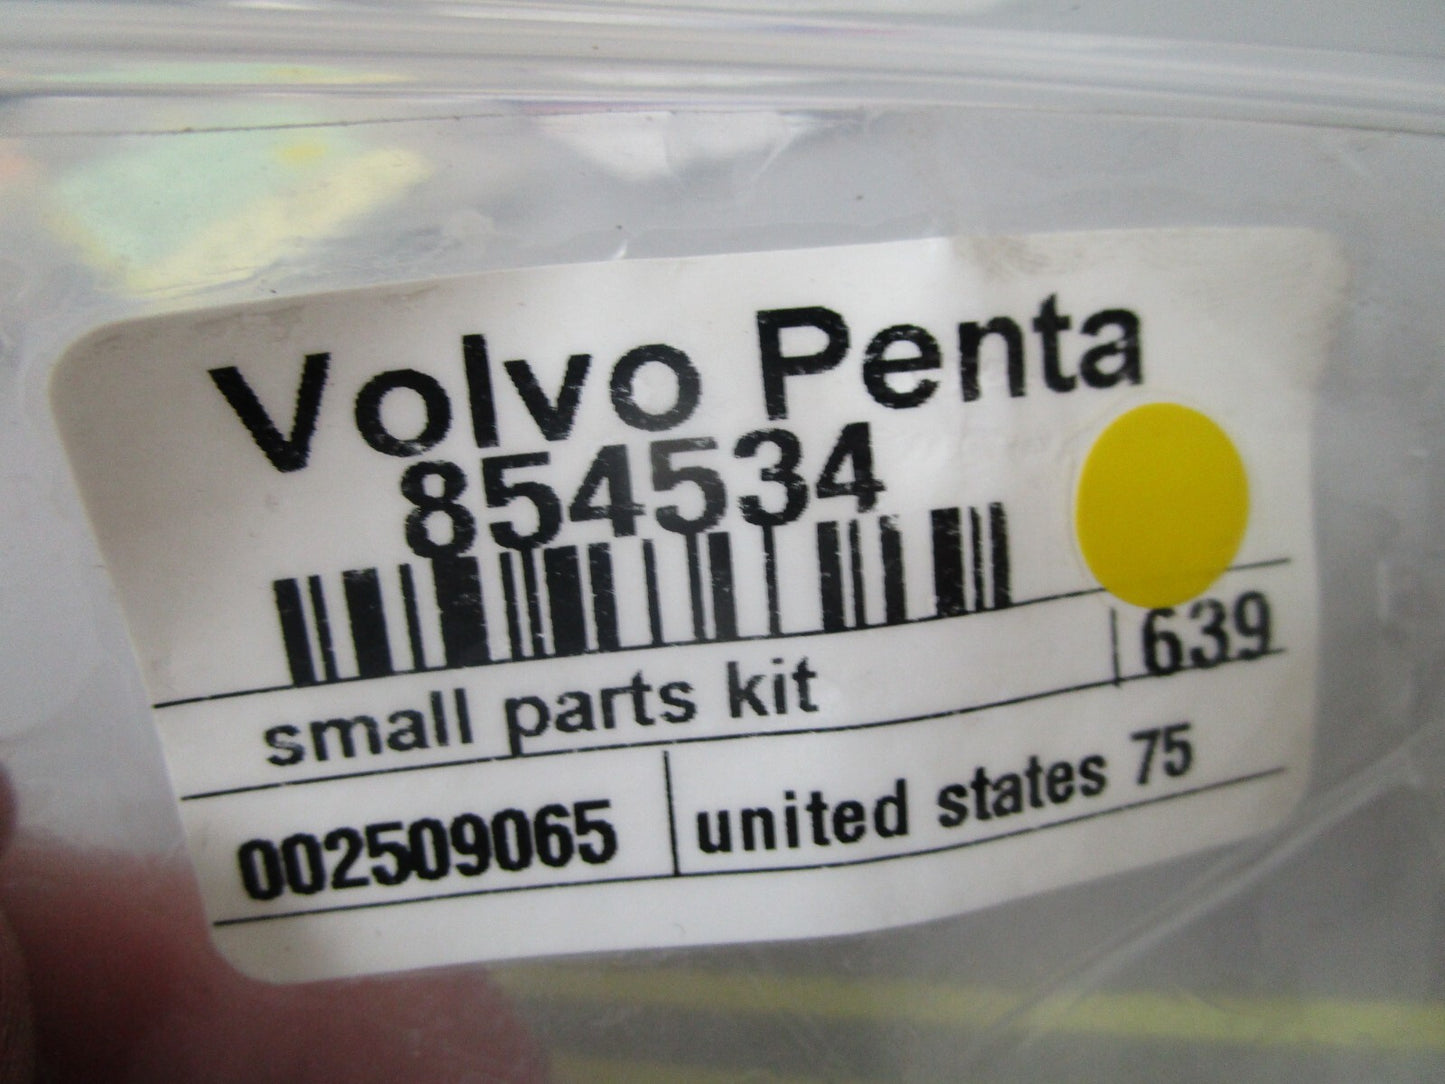 Volvo Penta
854534
small parts kit 639
002509065 united states 75